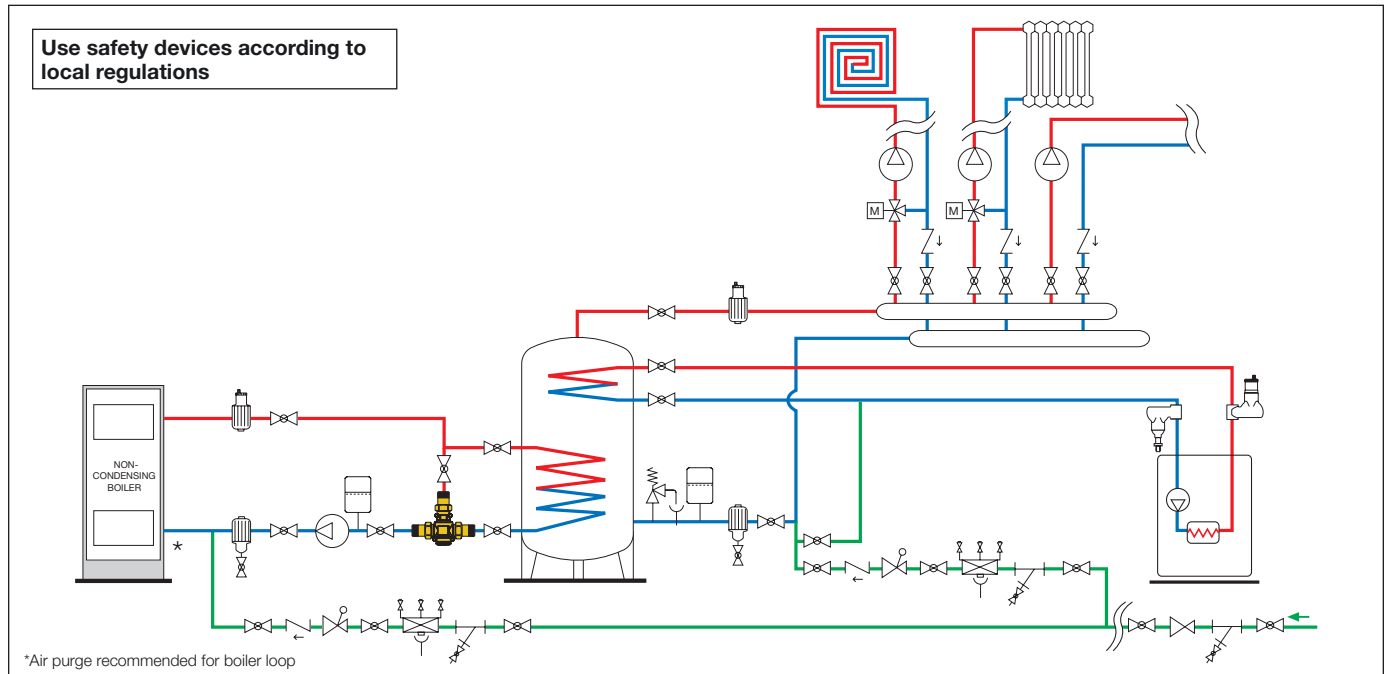 Use safety devices according to
local regulations
M
M
NON-
CONDENSING
BOILER
*
*Air purge recommended for boiler loop